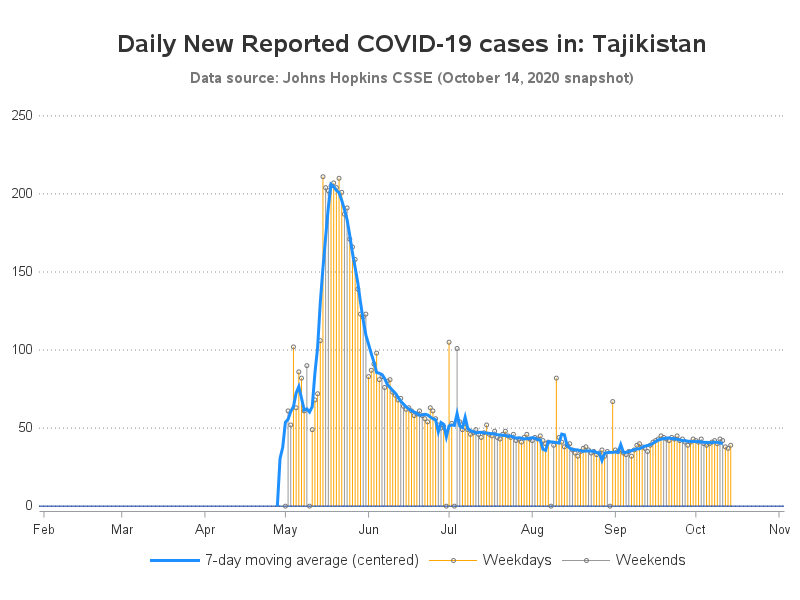 Daily New Reported COVID-19 cases in: Tajikistan
Data source: Johns Hopkins CSSE (October 14, 2020 snapshot)
250
200
150
100
50
0
Feb Mar Apr May Jun Jul Aug Sep Oct Nov
7-day moving average (centered) Weekdays Weekends